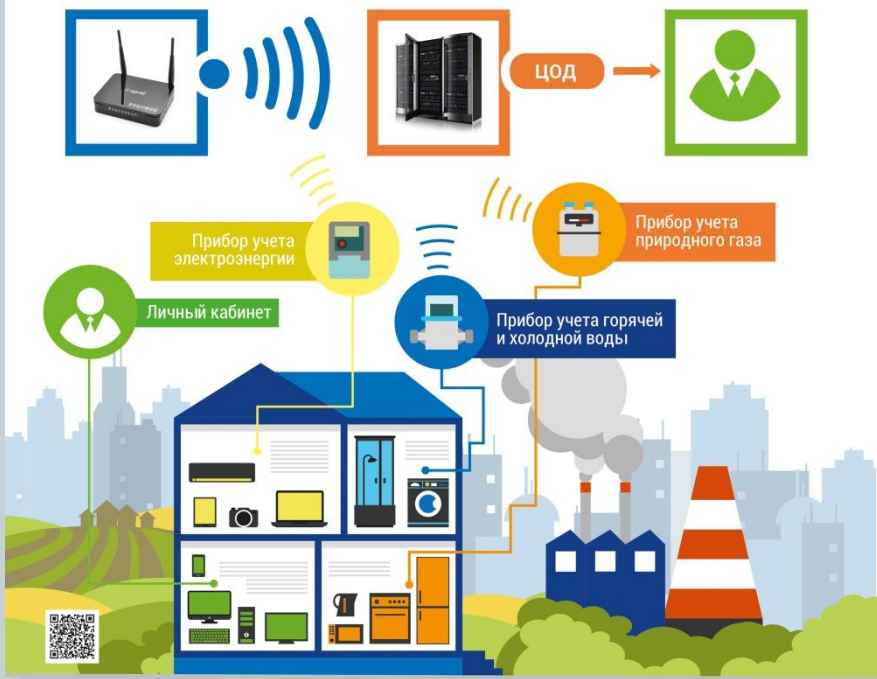 ЦОД
Прибор учета
электроэнергии
Прибор учета
природного газа
Личный кабинет
Прибор учета горячей
и холодной воды